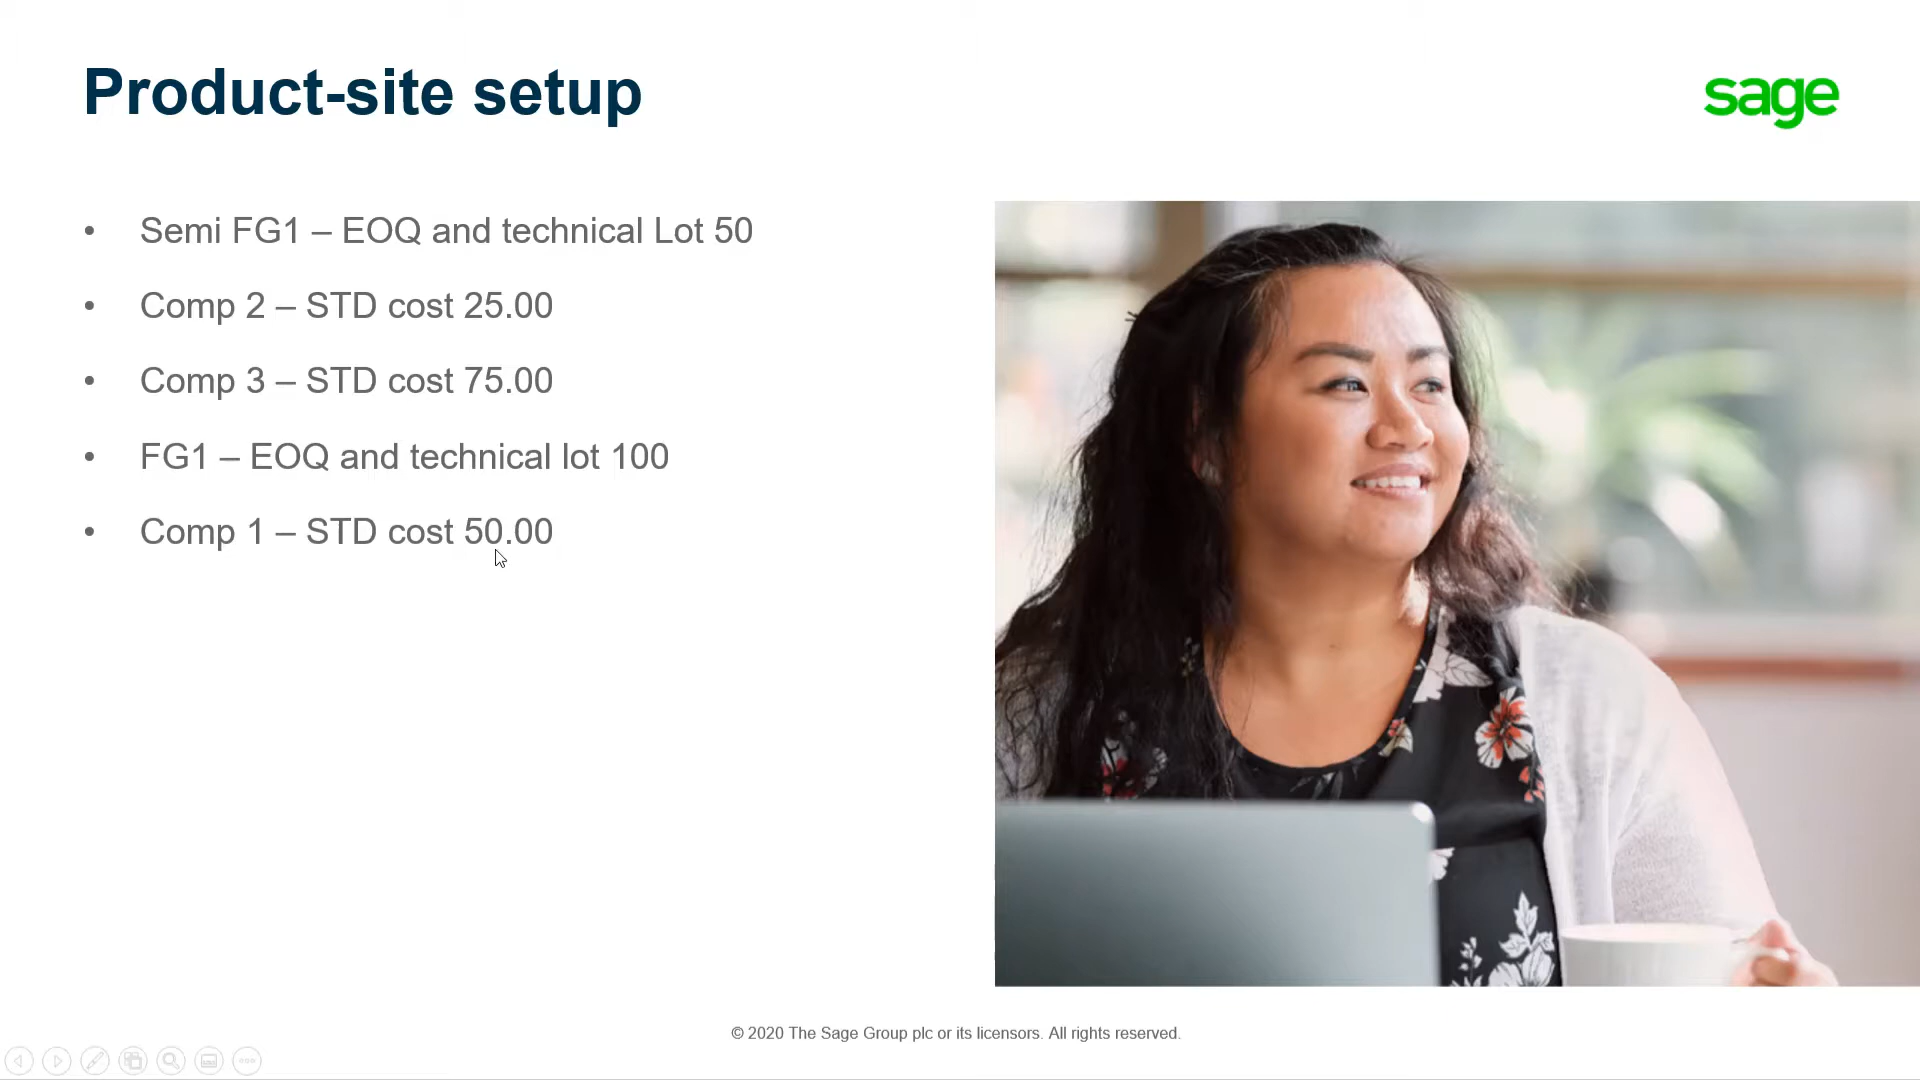 Product-site setup
sage
• Semi FG1 – EOQ and technical Lot 50
• Comp 2 – STD cost 25.00
• Comp 3 – STD cost 75.00
• FG1 – EOQ and technical lot 100
• Comp 1 – STD cost 50.00
© 2020 The Sage Group plc or its licensors. All rights reserved.